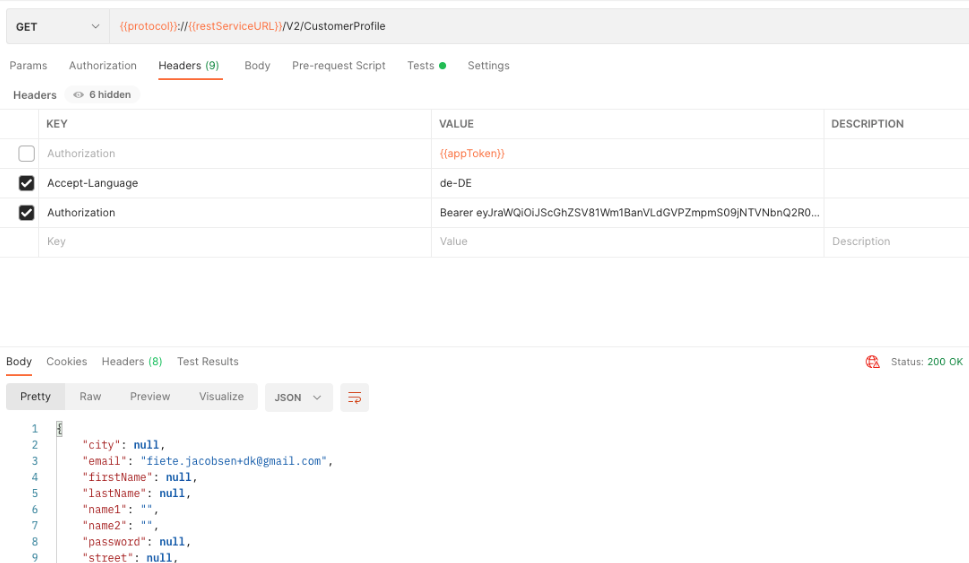 GET {{protocol}}://{{restServiceURL}}/V2/CustomerProfile
Params Authorization Headers (9) Body Pre-request Script Tests Settings
Headers 6 hidden
KEY VALUE DESCRIPTION
Authorization {{appToken}}
Accept-Language de-DE
Authorization Bearer eyJraWQiOiJScGhZSV81Wm1BanVLdGVPZmpmS09jNTVNbnQ2R0...
Key Value Description
Body Cookies Headers (8) Test Results Status: 200 OK
Pretty Raw Preview Visualize JSON
1 {
2 "city": null,
3 "email": "fiete.jacobsen+dk@gmail.com",
4 "firstName": null,
5 "lastName": null,
6 "name1": "",
7 "name2": "",
8 "password": null,
9 "street": null,